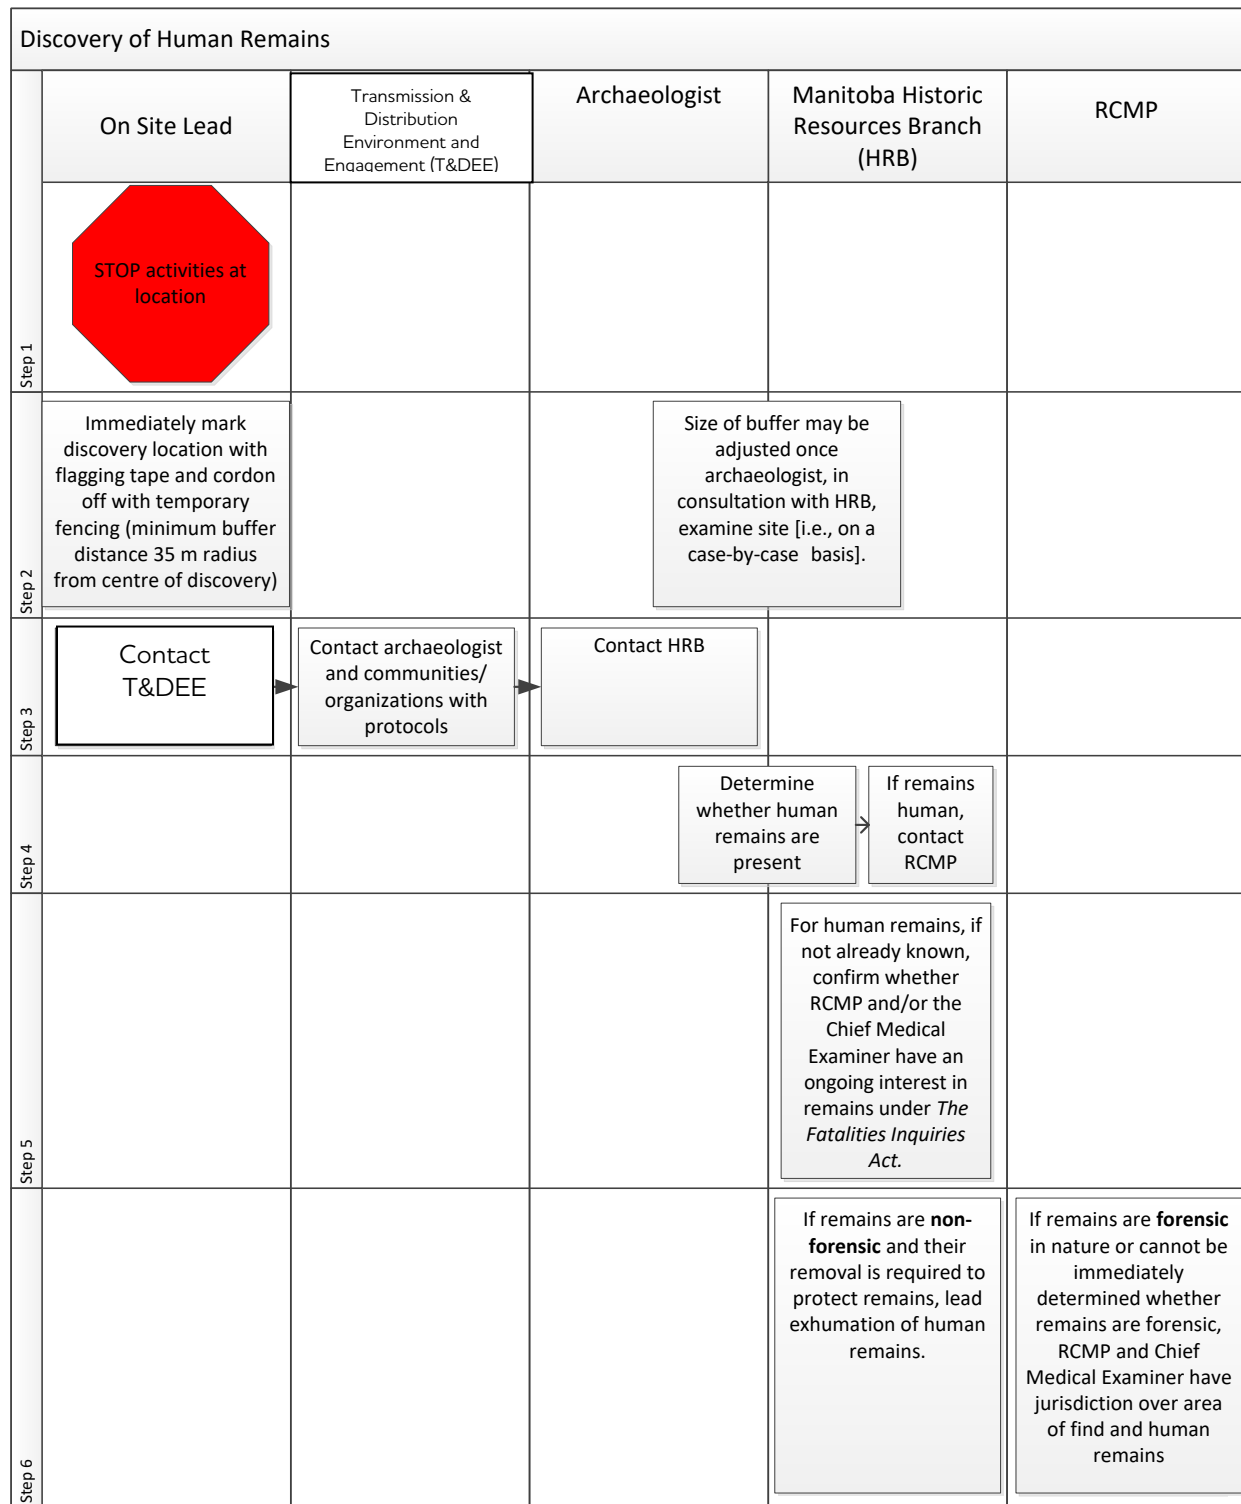 Discovery of Human Remains
On Site Lead
Transmission &
Distribution
Environment and
Engagement (T&DEE)
Archaeologist
Manitoba Historic
Resources Branch
(HRB)
RCMP
Step 1
STOP activities at
location
Step 2
Immediately mark
discovery location with
flagging tape and cordon
off with temporary
fencing (minimum buffer
distance 35 m radius
from centre of discovery)
Size of buffer may be
adjusted once
archaeologist, in
consultation with HRB,
examine site [i.e., on a
case-by-case basis].
Step 3
Contact
T&DEE
Contact archaeologist
and communities/
organizations with
protocols
Contact HRB
Step 4
Determine
whether human
remains are
present
If remains
human,
contact
RCMP
Step 5
For human remains, if
not already known,
confirm whether
RCMP and/or the
Chief Medical
Examiner have an
ongoing interest in
remains under The
Fatalities Inquiries
Act.
Step 6
If remains are non-
forensic and their
removal is required to
protect remains, lead
exhumation of human
remains.
If remains are forensic
in nature or cannot be
immediately
determined whether
remains are forensic,
RCMP and Chief
Medical Examiner have
jurisdiction over area
of find and human
remains